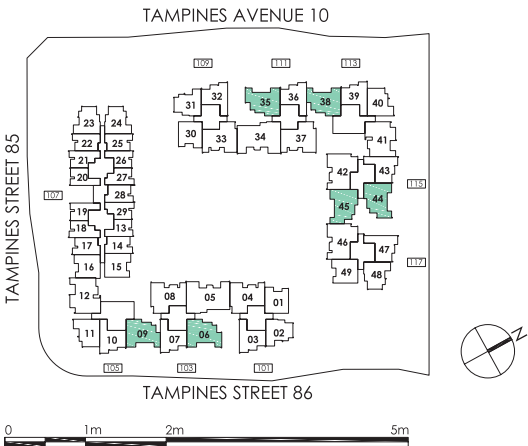 TAMPINES AVENUE 10
109 111 113
31 32 35 36 38 39 40
30 33 34 37 41
TAMPINES STREET 85
23 24
22 25
21 26
20 27
107
28
19 29
18 13
17 14
16 15
42 43
115
45 44
46 47
117
49 48
12 08 05 04 01
11 10 09 07 06 03 02
105 103 101
TAMPINES STREET 86
N
0 1m 2m 5m